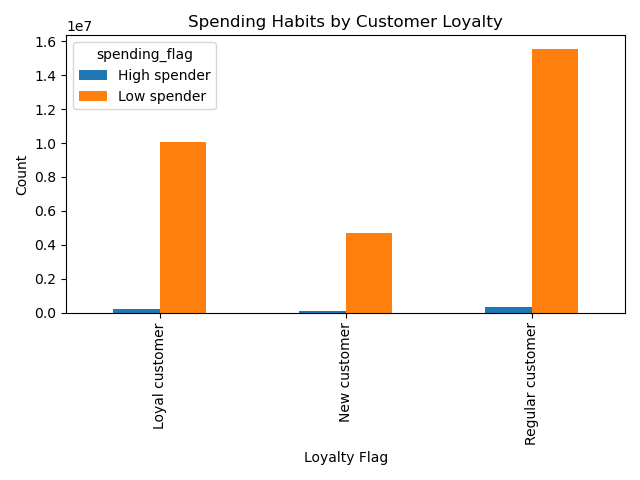 Spending Habits by Customer Loyalty
1e7
spending_flag
High spender
Low spender
1.6
1.4
1.2
1.0
0.8
0.6
0.4
0.2
0.0
Count
Loyal customer
New customer
Regular customer
Loyalty Flag